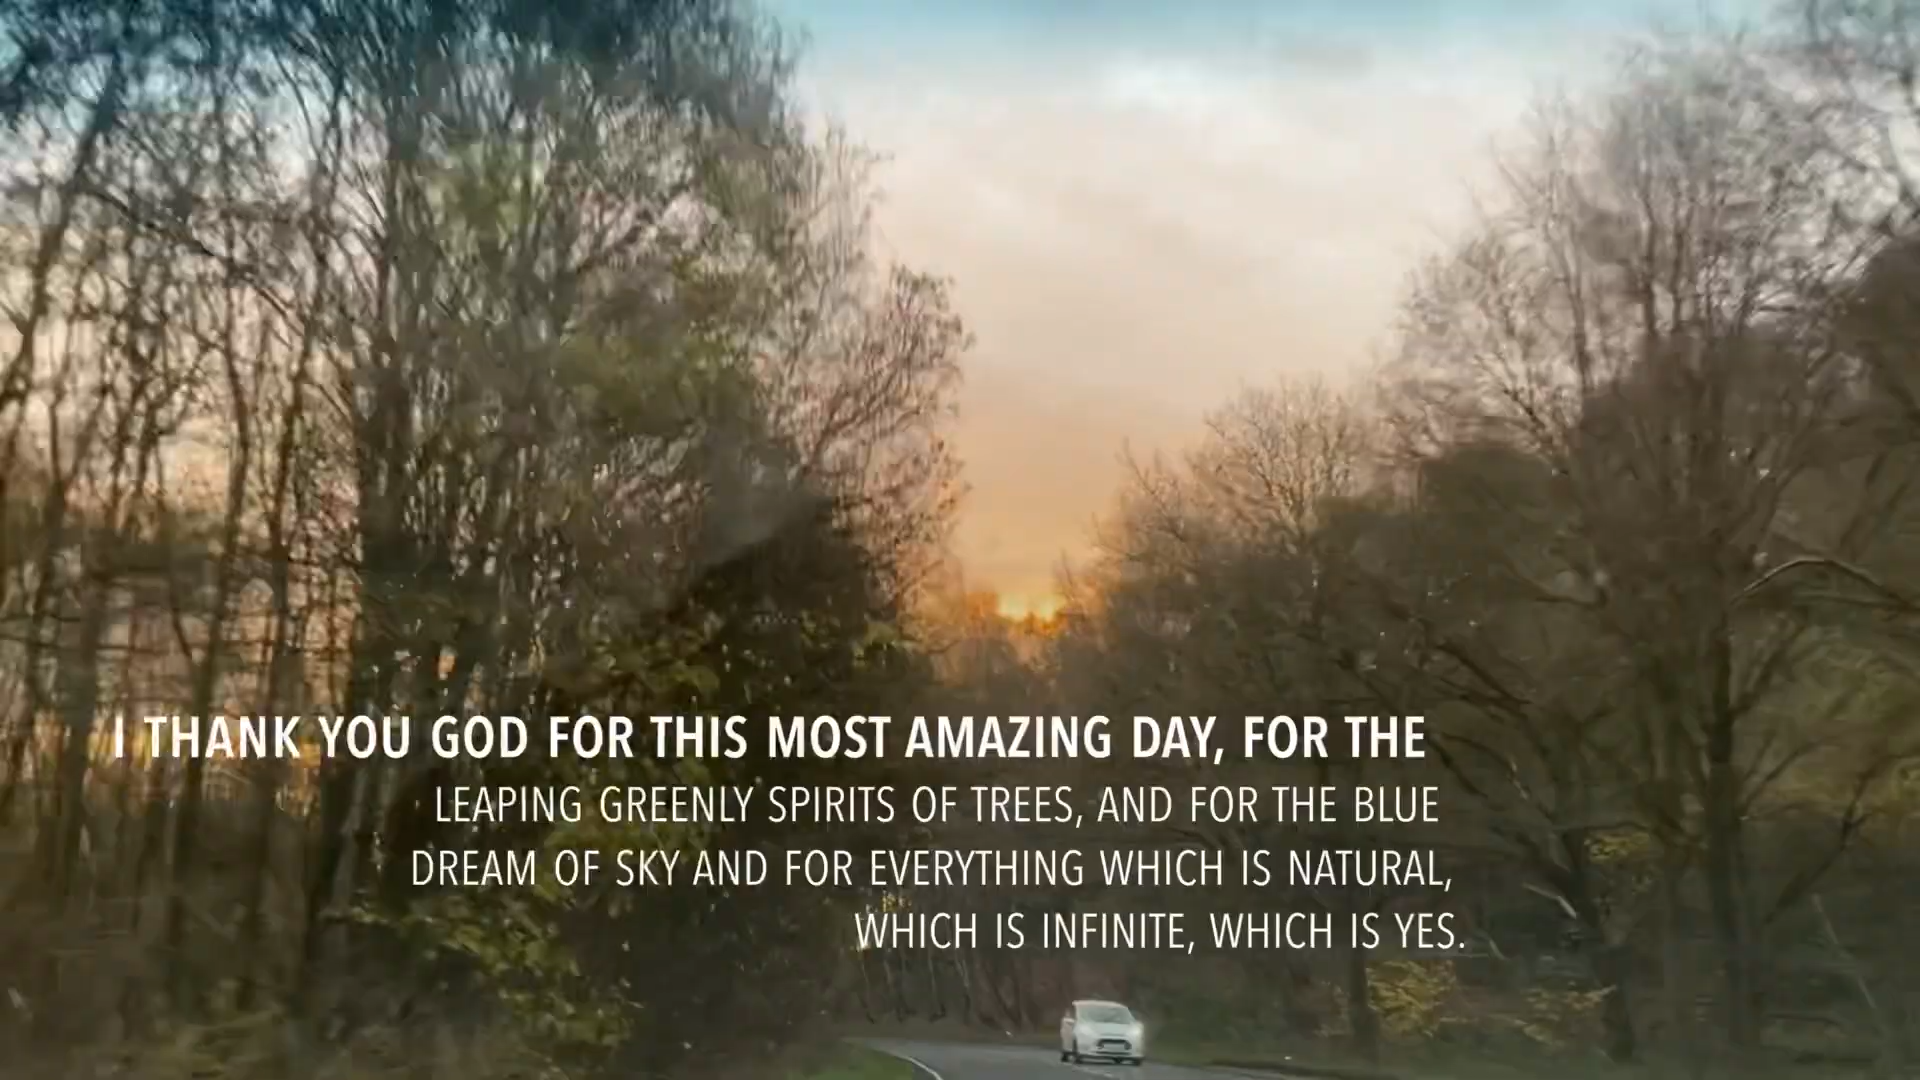 I THANK YOU GOD FOR THIS MOST AMAZING DAY, FOR THE
LEAPING GREENLY SPIRITS OF TREES, AND FOR THE BLUE
DREAM OF SKY AND FOR EVERYTHING WHICH IS NATURAL,
WHICH IS INFINITE, WHICH IS YES.